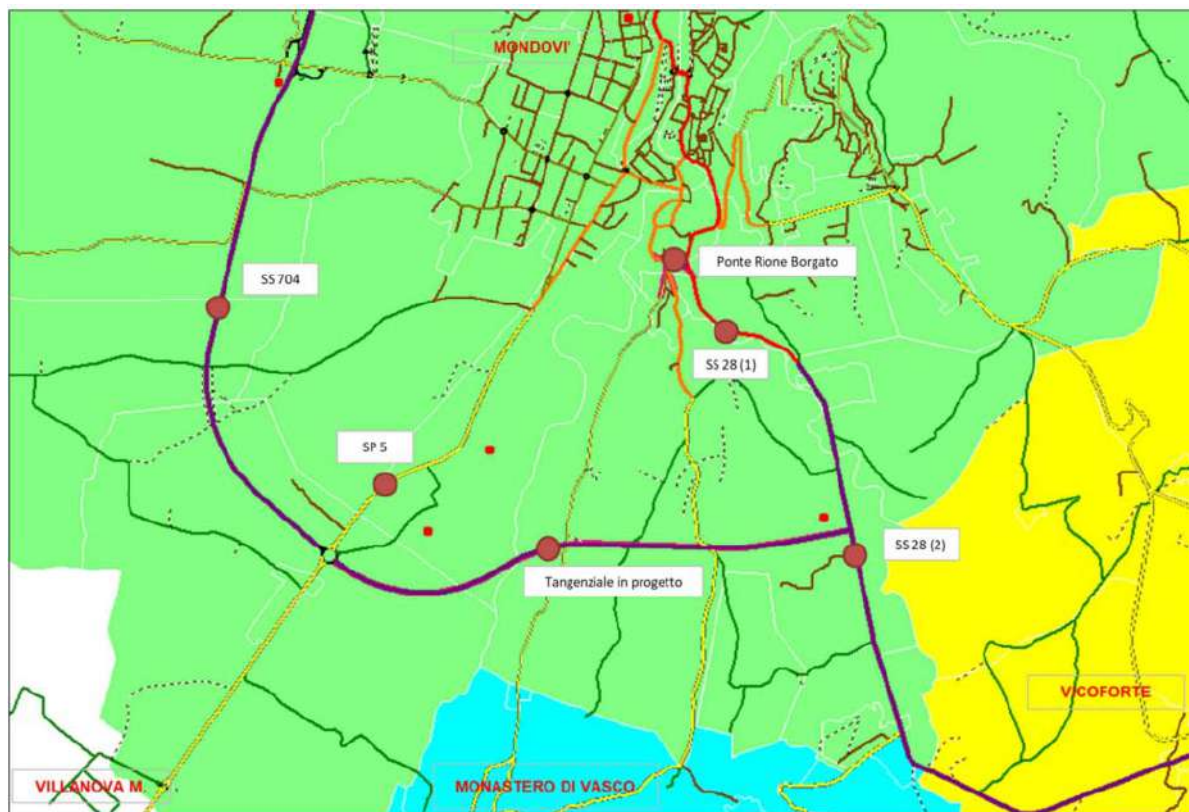 MONDOVI'
Ponte Rione Borgato
SS 704
SS 28 (1)
SP 5
SS 28 (2)
Tangenziale in progetto
VICOFORTE
VILLANOVA M.
MONASTERO DI VASCO